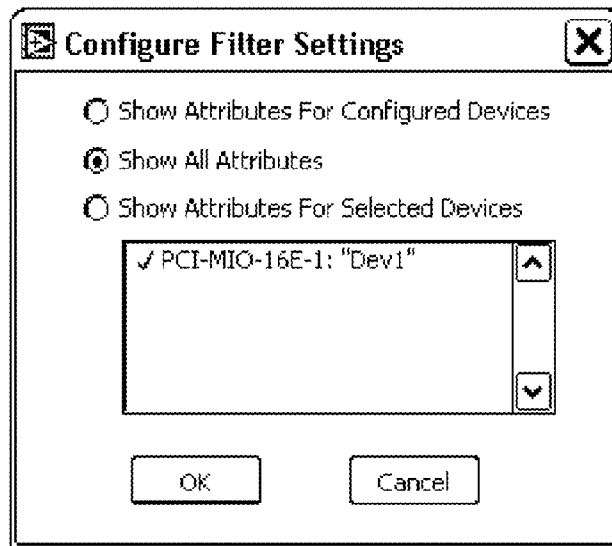 Configure Filter Settings
Show Attributes For Configured Devices
Show All Attributes
Show Attributes For Selected Devices
✓ PCI-MIO-16E-1: "Dev1"
OK
Cancel